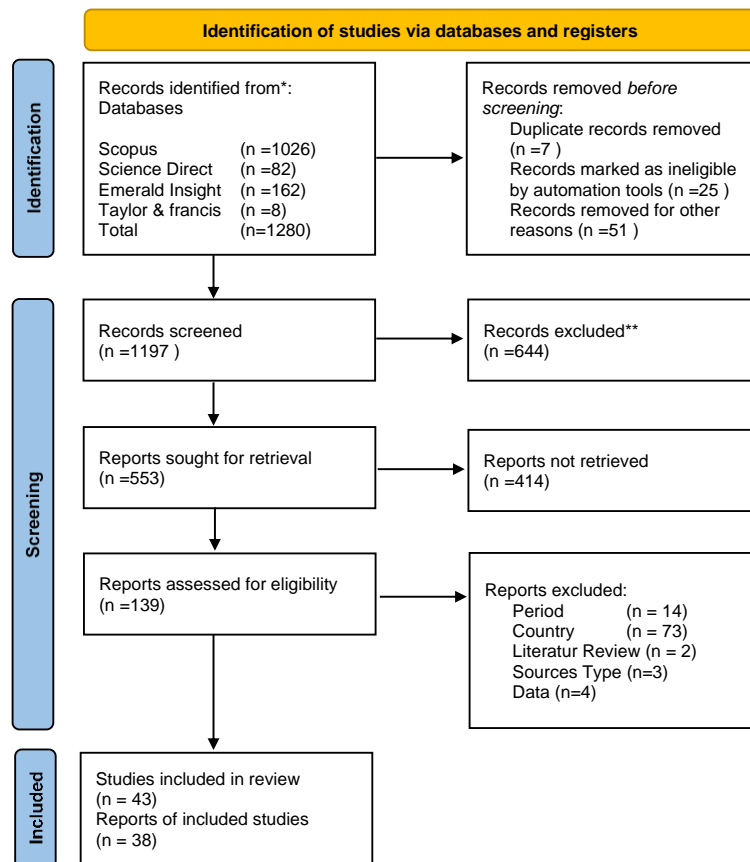 Identification of studies via databases and registers
Identification
Records identified from*:
Databases
Scopus (n =1026)
Science Direct (n =82)
Emerald Insight (n =162)
Taylor & francis (n =8)
Total (n=1280)
Records removed before
screening:
Duplicate records removed
(n =7 )
Records marked as ineligible
by automation tools (n =25 )
Records removed for other
reasons (n =51 )
Screening
Records screened
(n =1197 )
Records excluded**
(n =644)
Reports sought for retrieval
(n =553)
Reports not retrieved
(n =414)
Reports assessed for eligibility
(n =139)
Reports excluded:
Period (n = 14)
Country (n = 73)
Literatur Review (n = 2)
Sources Type (n=3)
Data (n=4)
Included
Studies included in review
(n = 43)
Reports of included studies
(n = 38)